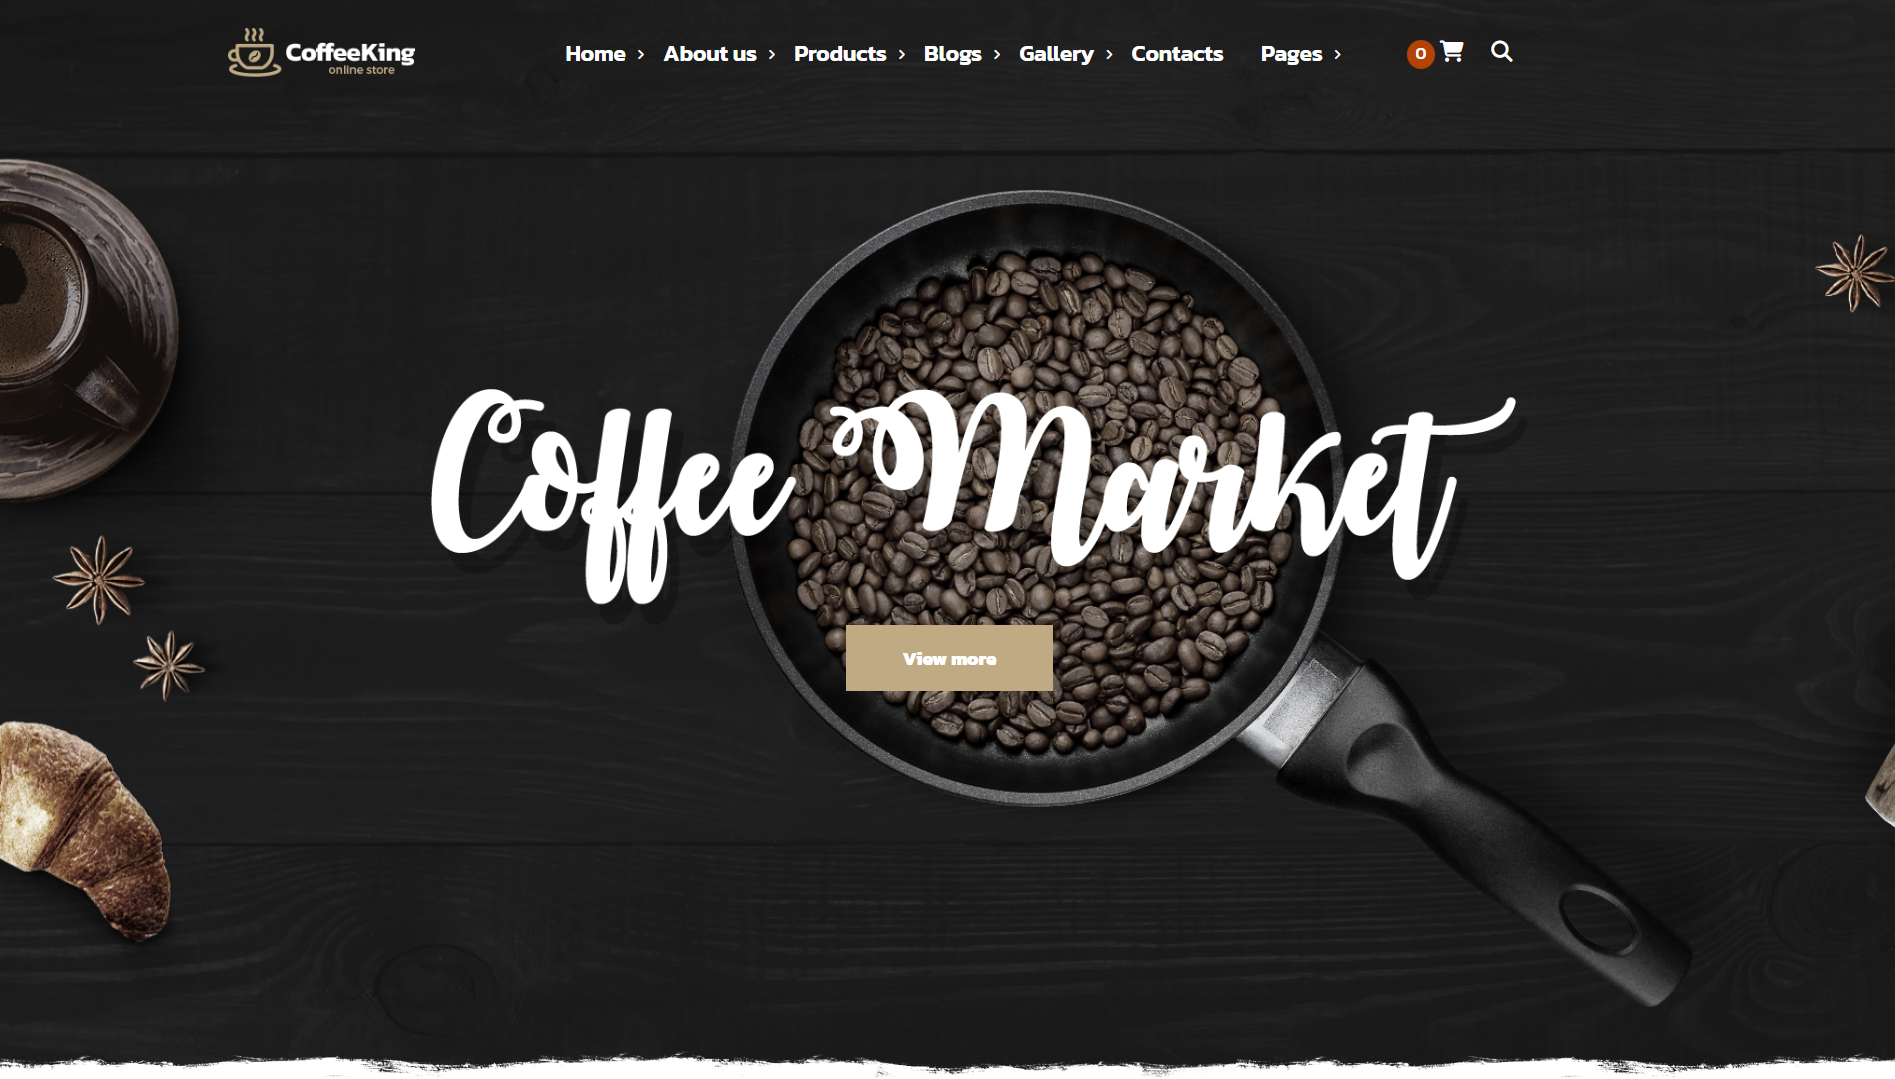 CoffeeKing
online store
Home About us Products Blogs Gallery Contacts Pages 0
Coffee Market
View more